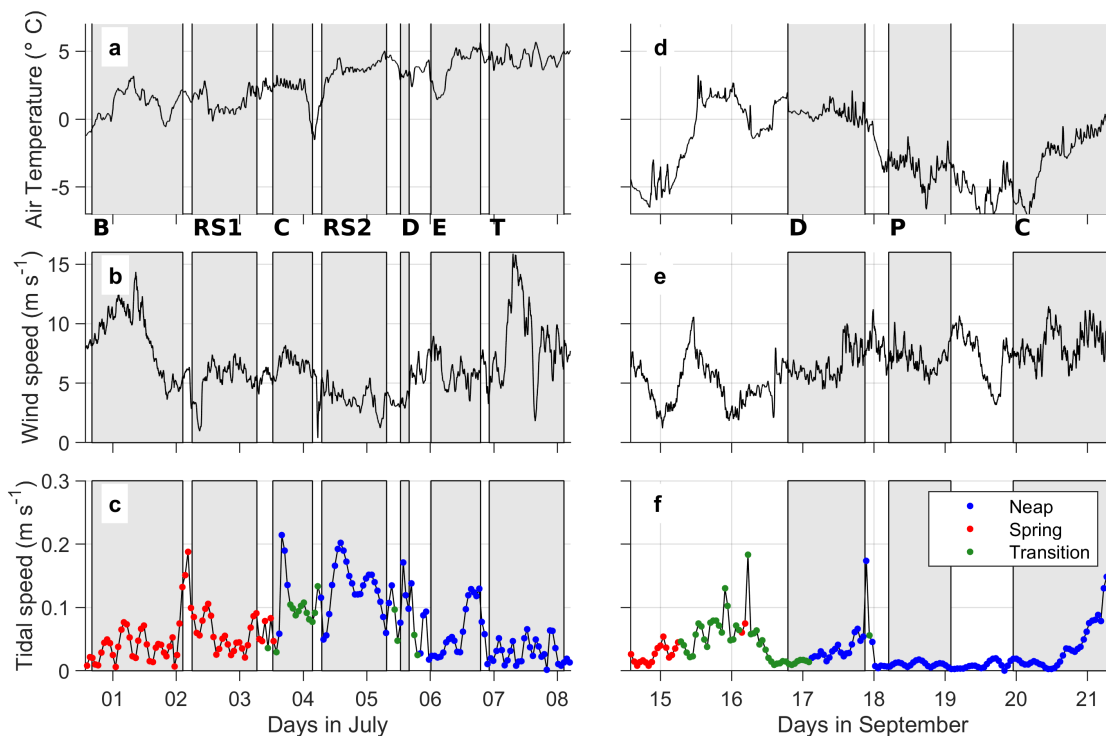 Air Temperature (° C)
5
0
-5
a
d
B RS1 C RS2 D E T
D P C
Wind speed (m s⁻¹)
15
10
5
0
b
e
Tidal speed (m s⁻¹)
0.3
0.2
0.1
0
c
f
Neap
Spring
Transition
01 02 03 04 05 06 07 08
15 16 17 18 19 20 21
Days in July
Days in September